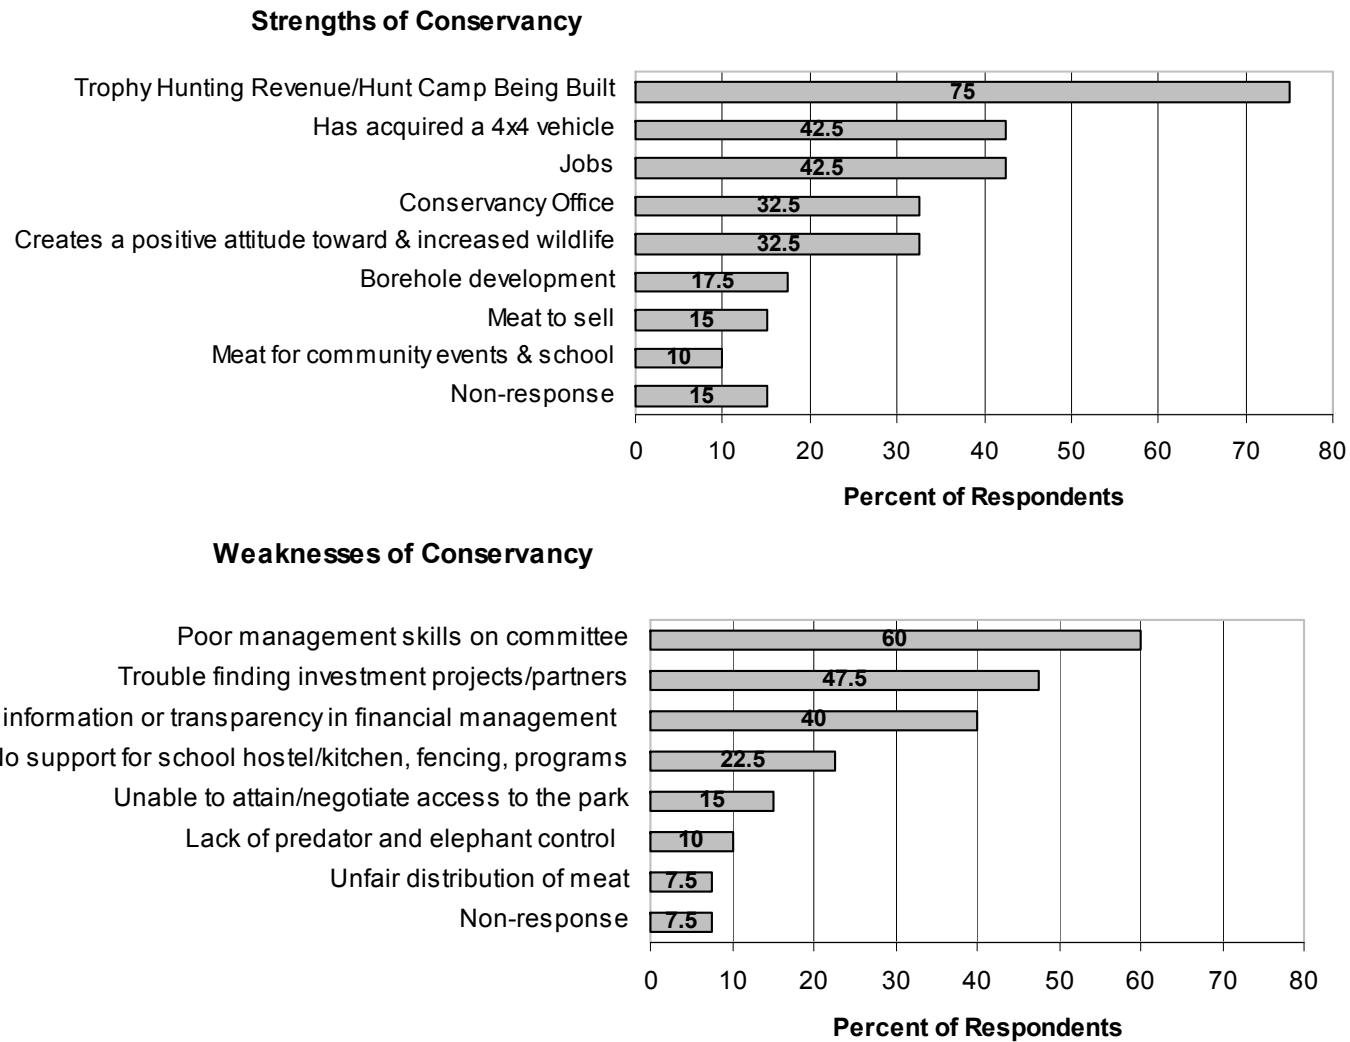 Strengths of Conservancy
Trophy Hunting Revenue/Hunt Camp Being Built 75
Has acquired a 4x4 vehicle 42.5
Jobs 42.5
Conservancy Office 32.5
Creates a positive attitude toward & increased wildlife 32.5
Borehole development 17.5
Meat to sell 15
Meat for community events & school 10
Non-response 15
0 10 20 30 40 50 60 70 80
Percent of Respondents
Weaknesses of Conservancy
Poor management skills on committee 60
Trouble finding investment projects/partners 47.5
information or transparency in financial management 40
support for school hostel/kitchen, fencing, programs 22.5
Unable to attain/negotiate access to the park 15
Lack of predator and elephant control 10
Unfair distribution of meat 7.5
Non-response 7.5
0 10 20 30 40 50 60 70 80
Percent of Respondents